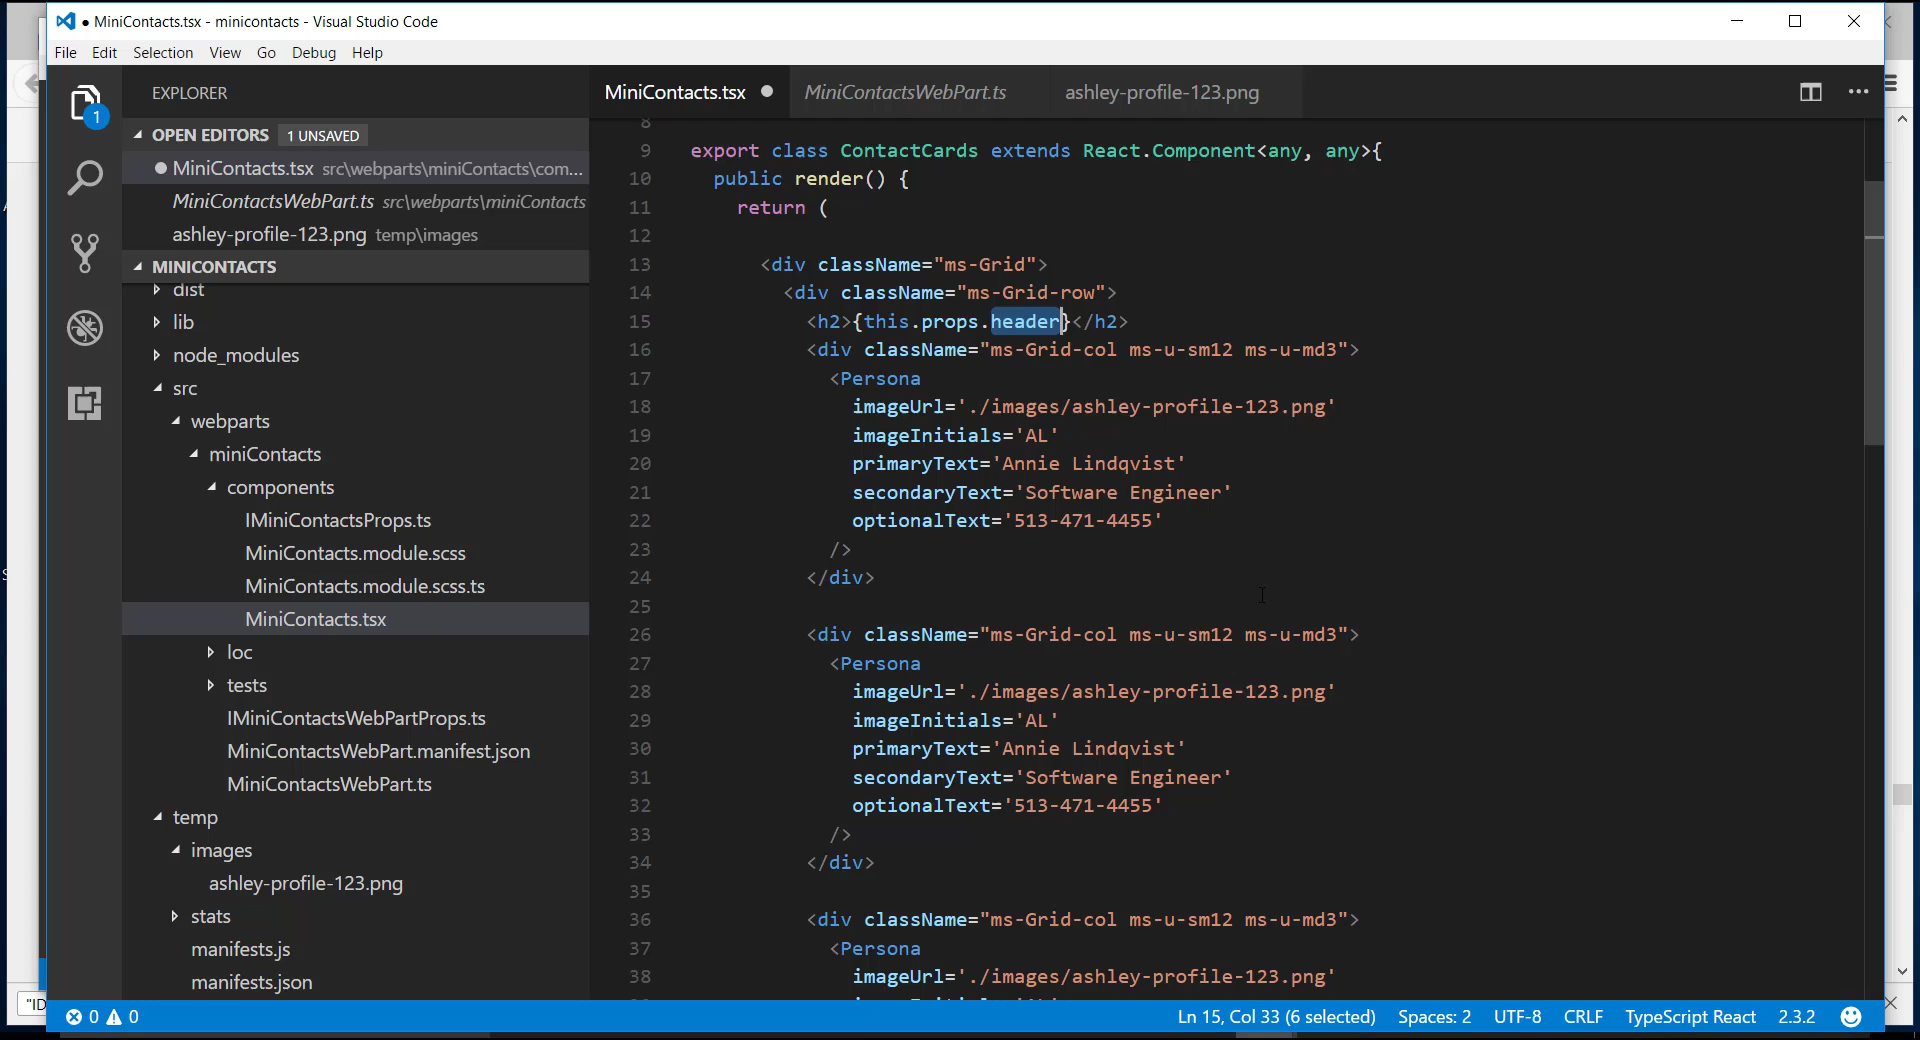 ● MiniContacts.tsx - minicontacts - Visual Studio Code
File Edit Selection View Go Debug Help
EXPLORER
MiniContacts.tsx ● MiniContactsWebPart.ts ashley-profile-123.png
1
OPEN EDITORS 1 UNSAVED
MiniContacts.tsx src\webparts\miniContacts\com...
MiniContactsWebPart.ts src\webparts\miniContacts
ashley-profile-123.png temp\images
MINICONTACTS
dist
lib
node_modules
src
webparts
miniContacts
components
IMiniContactsProps.ts
MiniContacts.module.scss
MiniContacts.module.scss.ts
MiniContacts.tsx
loc
tests
IMiniContactsWebPartProps.ts
MiniContactsWebPart.manifest.json
MiniContactsWebPart.ts
temp
images
ashley-profile-123.png
stats
manifests.js
manifests.json
8
9 export class ContactCards extends React.Component<any, any>{
10 public render() {
11 return (
12
13 <div className="ms-Grid">
14 <div className="ms-Grid-row">
15 <h2>{this.props.header}</h2>
16 <div className="ms-Grid-col ms-u-sm12 ms-u-md3">
17 <Persona
18 imageUrl='./images/ashley-profile-123.png'
19 imageInitials='AL'
20 primaryText='Annie Lindqvist'
21 secondaryText='Software Engineer'
22 optionalText='513-471-4455'
23 />
24 </div>
25
26 <div className="ms-Grid-col ms-u-sm12 ms-u-md3">
27 <Persona
28 imageUrl='./images/ashley-profile-123.png'
29 imageInitials='AL'
30 primaryText='Annie Lindqvist'
31 secondaryText='Software Engineer'
32 optionalText='513-471-4455'
33 />
34 </div>
35
36 <div className="ms-Grid-col ms-u-sm12 ms-u-md3">
37 <Persona
38 imageUrl='./images/ashley-profile-123.png'
"ID
0 0 Ln 15, Col 33 (6 selected) Spaces: 2 UTF-8 CRLF TypeScript React 2.3.2